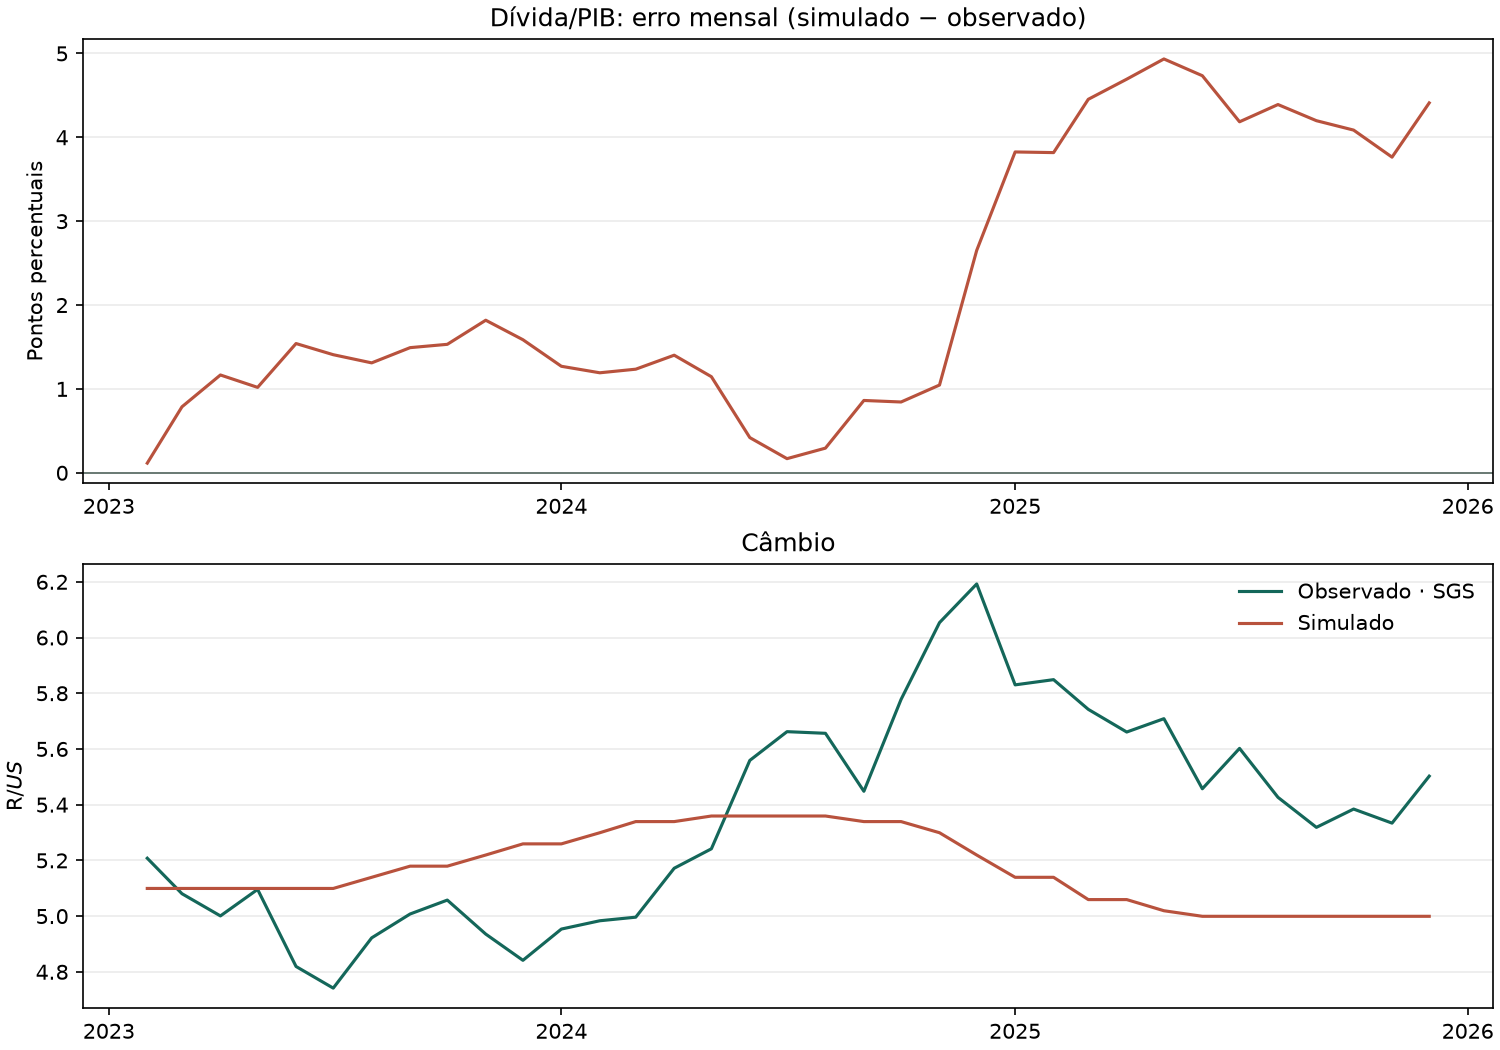 Dívida/PIB: erro mensal (simulado − observado)
Pontos percentuais
5
4
3
2
1
0
2023 2024 2025 2026
Câmbio
R/US
6.2
6.0
5.8
5.6
5.4
5.2
5.0
4.8
Observado · SGS
Simulado
2023 2024 2025 2026